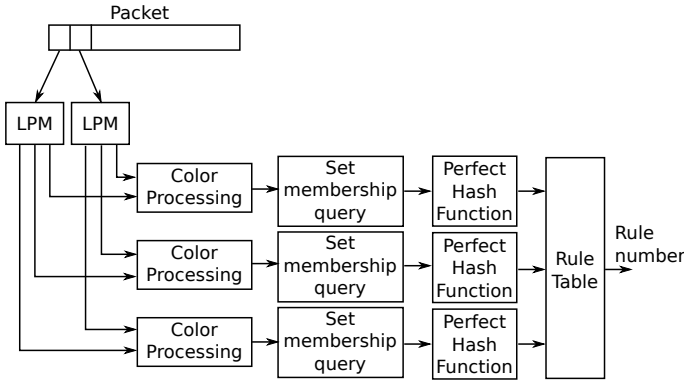 Packet
LPM
LPM
Color
Processing
Set
membership
query
Perfect
Hash
Function
Color
Processing
Set
membership
query
Perfect
Hash
Function
Color
Processing
Set
membership
query
Perfect
Hash
Function
Rule
Table
Rule
number